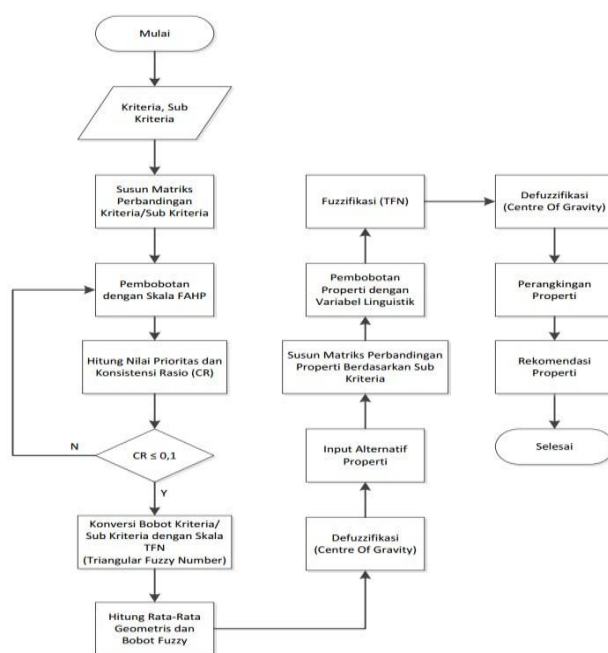 Mulai
Kriteria, Sub
Kriteria
Susun Matriks
Perbandingan
Kriteria/Sub Kriteria
Pembobotan
dengan Skala FAHP
Hitung Nilai Prioritas dan
Konsistensi Rasio (CR)
N
CR ≤ 0,1
Y
Konversi Bobot Kriteria/
Sub Kriteria dengan Skala
TFN
(Triangular Fuzzy Number)
Hitung Rata-Rata
Geometris dan
Bobot Fuzzy
Defuzzifikasi
(Centre Of Gravity)
Input Alternatif
Properti
Susun Matriks Perbandingan
Properti Berdasarkan Sub
Kriteria
Pembobotan
Properti dengan
Variabel Linguistik
Fuzzifikasi (TFN)
Defuzzifikasi
(Centre Of Gravity)
Perangkingan
Properti
Rekomendasi
Properti
Selesai